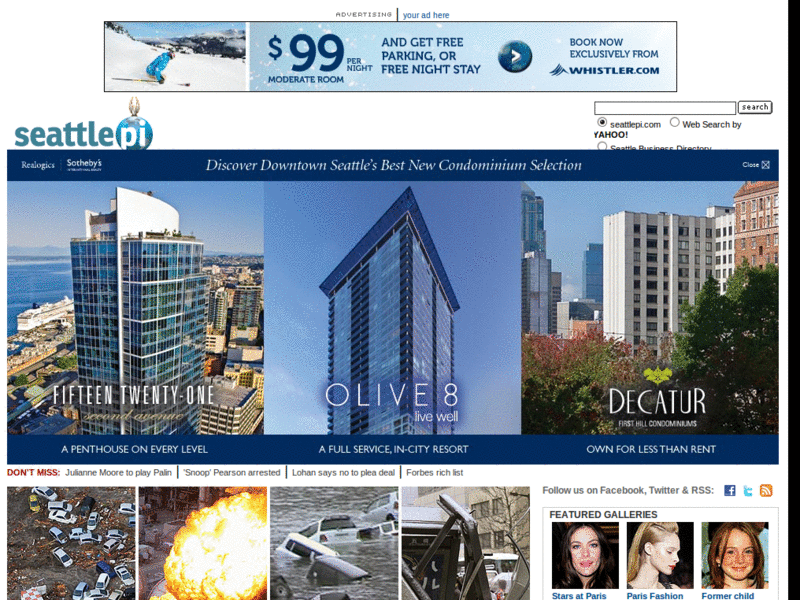 ADVERTISING | your ad here
$99 PER NIGHT
MODERATE ROOM
AND GET FREE
PARKING, OR
FREE NIGHT STAY
BOOK NOW
EXCLUSIVELY FROM
WHISTLER.COM
search
seattlepi
seattlepi.com Web Search by
YAHOO!
Seattle Business Directory
Realogics | Sotheby's
Discover Downtown Seattle's Best New Condominium Selection
Close
FIFTEEN TWENTY-ONE
second avenue
OLIVE 8
live well
DECATUR
FIRST HILL CONDOMINIUMS
A PENTHOUSE ON EVERY LEVEL
A FULL SERVICE, IN-CITY RESORT
OWN FOR LESS THAN RENT
DON'T MISS: Julianne Moore to play Palin | 'Snoop' Pearson arrested | Lohan says no to plea deal | Forbes rich list
Follow us on Facebook, Twitter & RSS:
FEATURED GALLERIES
Stars at Paris
Paris Fashion
Former child